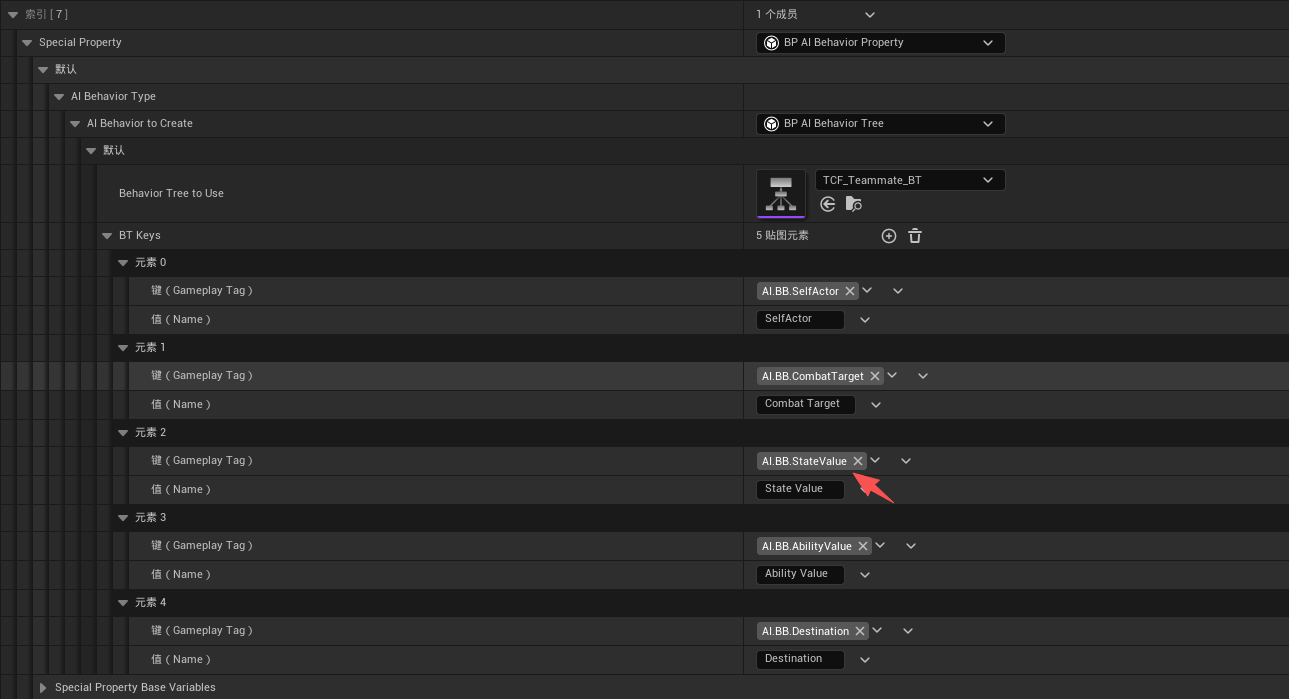 索引 [ 7 ]
1 个成员
Special Property
BP AI Behavior Property
默认
AI Behavior Type
AI Behavior to Create
BP AI Behavior Tree
默认
Behavior Tree to Use
TCF_Teammate_BT
BT Keys
5 贴图元素
元素 0
键 ( Gameplay Tag )
AI.BB.SelfActor
值 ( Name )
SelfActor
元素 1
键 ( Gameplay Tag )
AI.BB.CombatTarget
值 ( Name )
Combat Target
元素 2
键 ( Gameplay Tag )
AI.BB.StateValue
值 ( Name )
State Value
元素 3
键 ( Gameplay Tag )
AI.BB.AbilityValue
值 ( Name )
Ability Value
元素 4
键 ( Gameplay Tag )
AI.BB.Destination
值 ( Name )
Destination
Special Property Base Variables